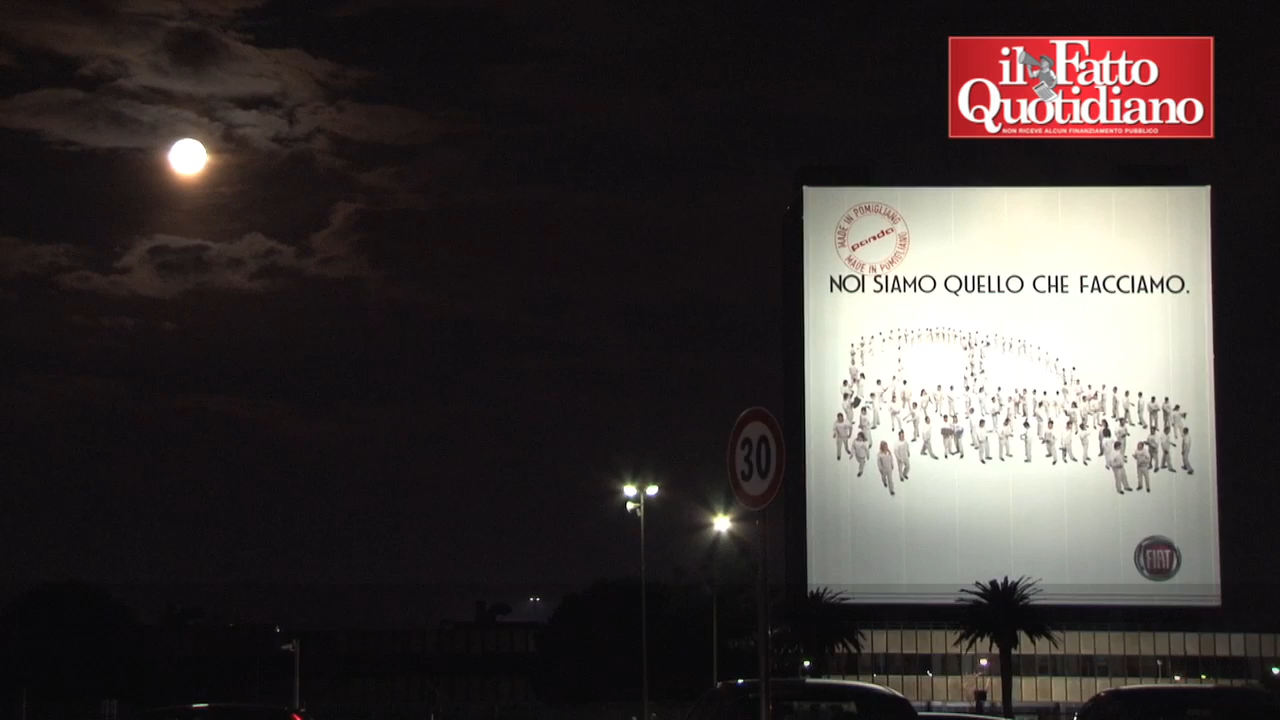 il Fatto
Quotidiano
NON RICEVE ALCUN FINANZIAMENTO PUBBLICO
MADE IN POMIGLIANO
panda
MADE IN POMIGLIANO
NOI SIAMO QUELLO CHE FACCIAMO.
30
FIAT